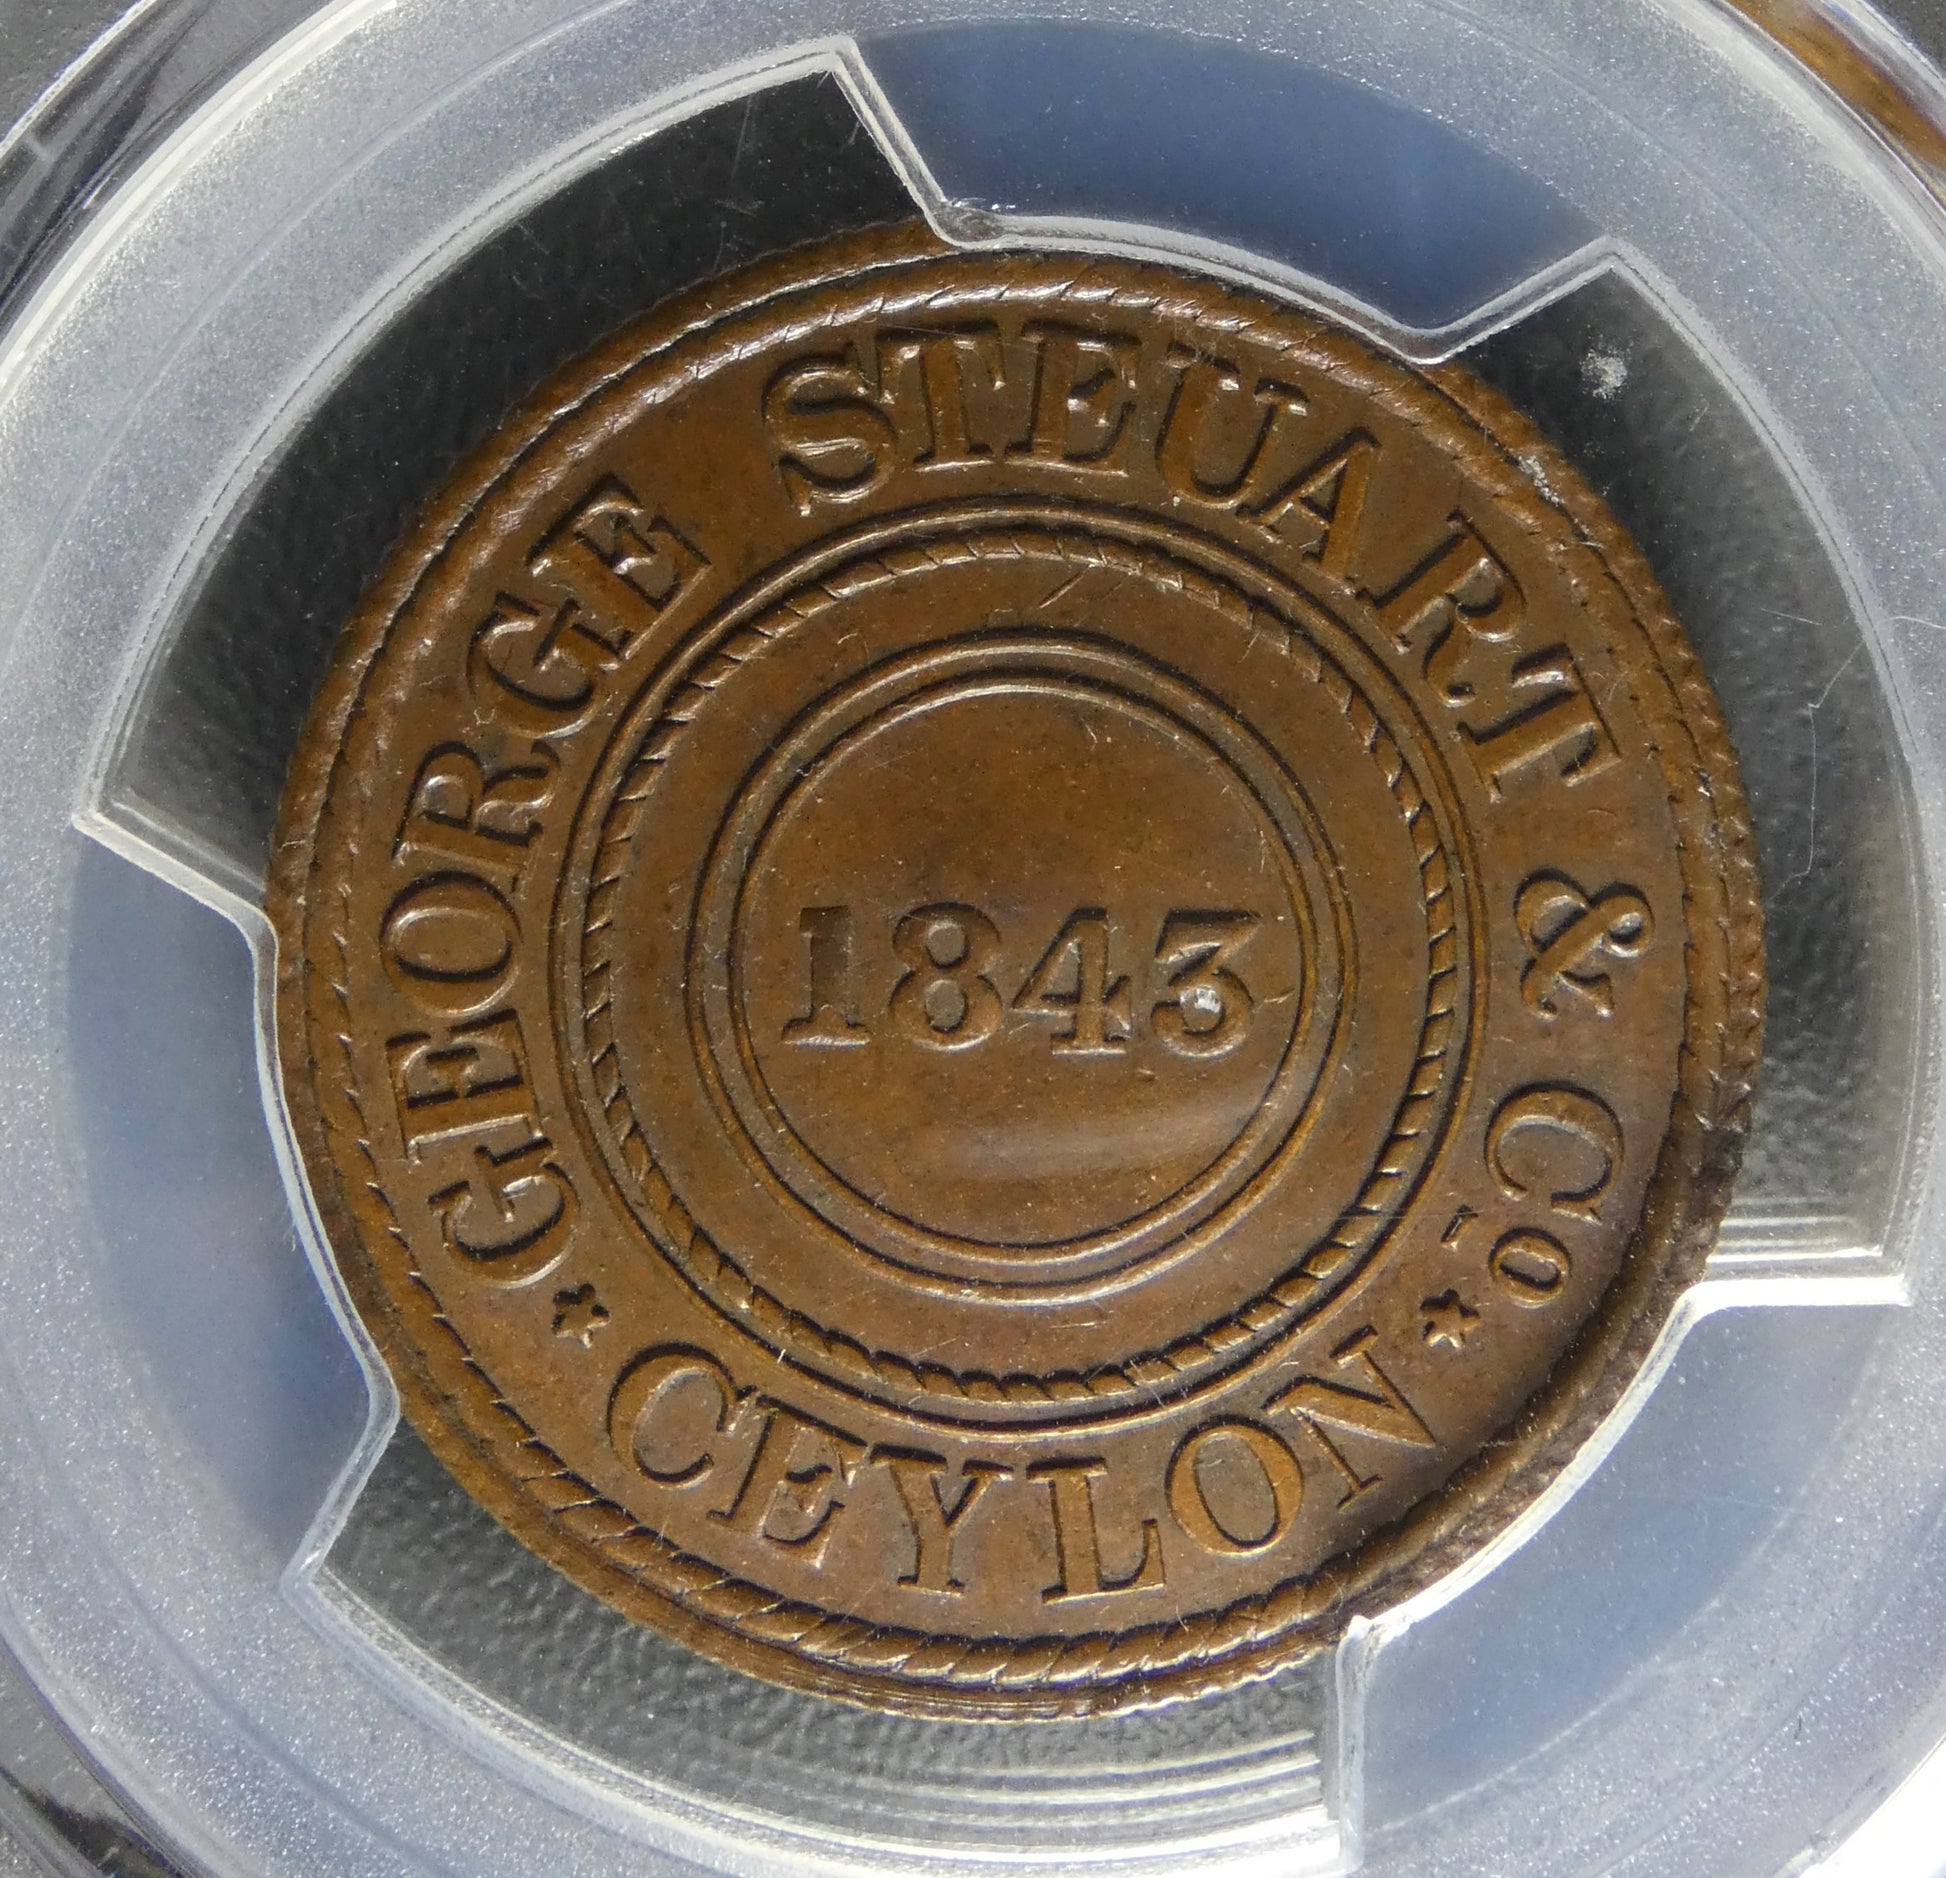 GEORGE STEUART & Co.
1843
* CEYLON *